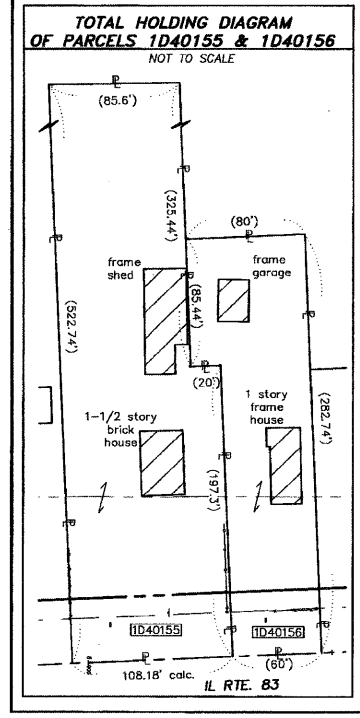 TOTAL HOLDING DIAGRAM
OF PARCELS 1D40155 & 1D40156
NOT TO SCALE
(85.6')
(325.44')
(80')
frame
shed
frame
garage
(85.44')
(522.74')
(20')
1-1/2 story
brick
house
1 story
frame
house
(282.74')
(197.3')
1D40155
1D40156
108.18' calc.
(60')
IL RTE. 83